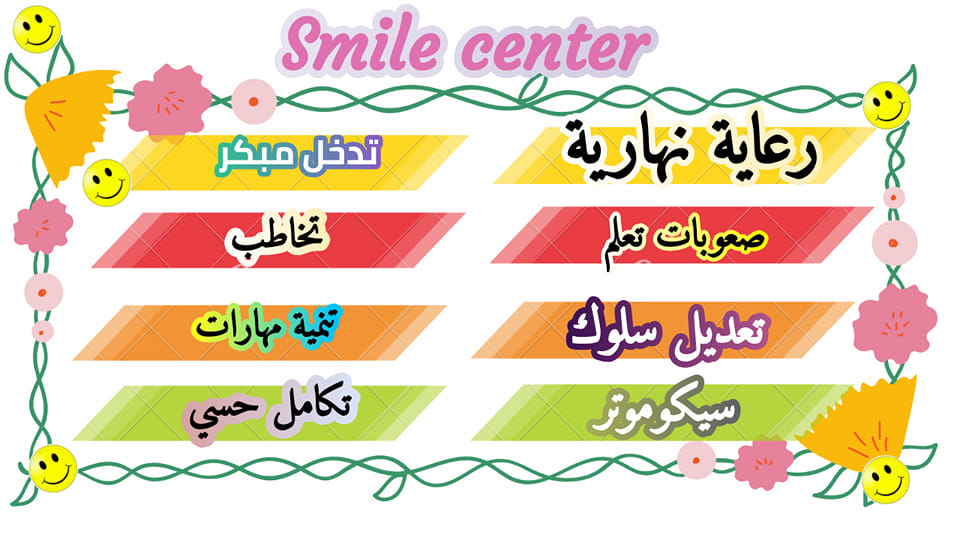 Smile center
رعاية نهارية
تدخل مبكر
صعوبات تعلم
تخاطب
تعديل سلوك
تنمية مهارات
سيكوموتر
تكامل حسي